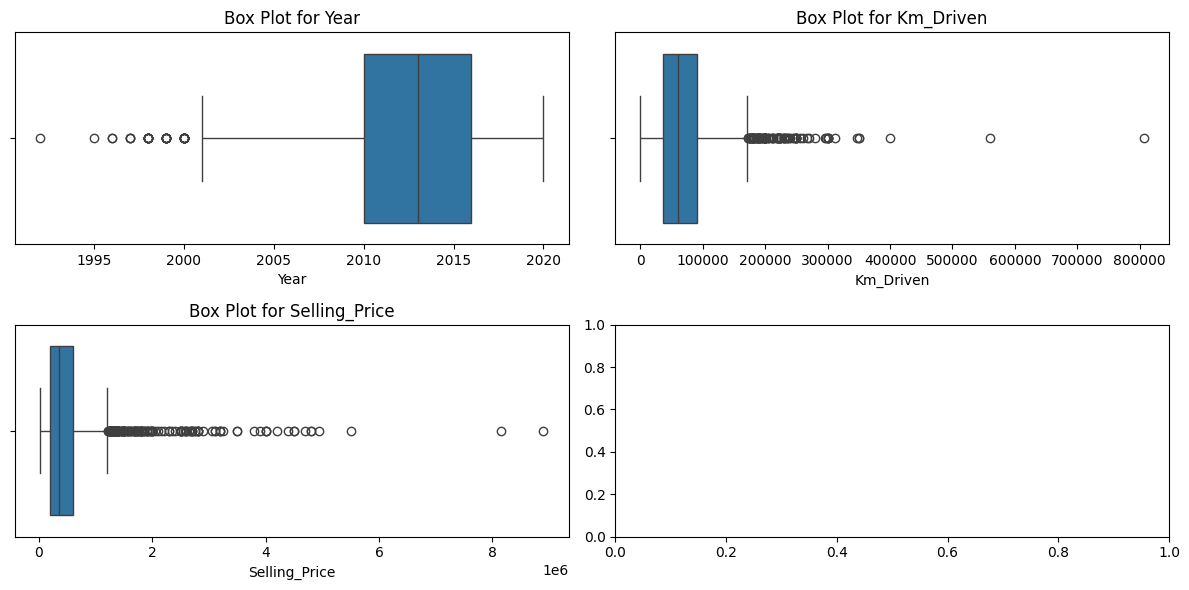 Box Plot for Year
1995 2000 2005 2010 2015 2020
Year
Box Plot for Km_Driven
0 100000 200000 300000 400000 500000 600000 700000 800000
Km_Driven
Box Plot for Selling_Price
0 2 4 6 8
1e6
Selling_Price
1.0
0.8
0.6
0.4
0.2
0.0
0.0 0.2 0.4 0.6 0.8 1.0